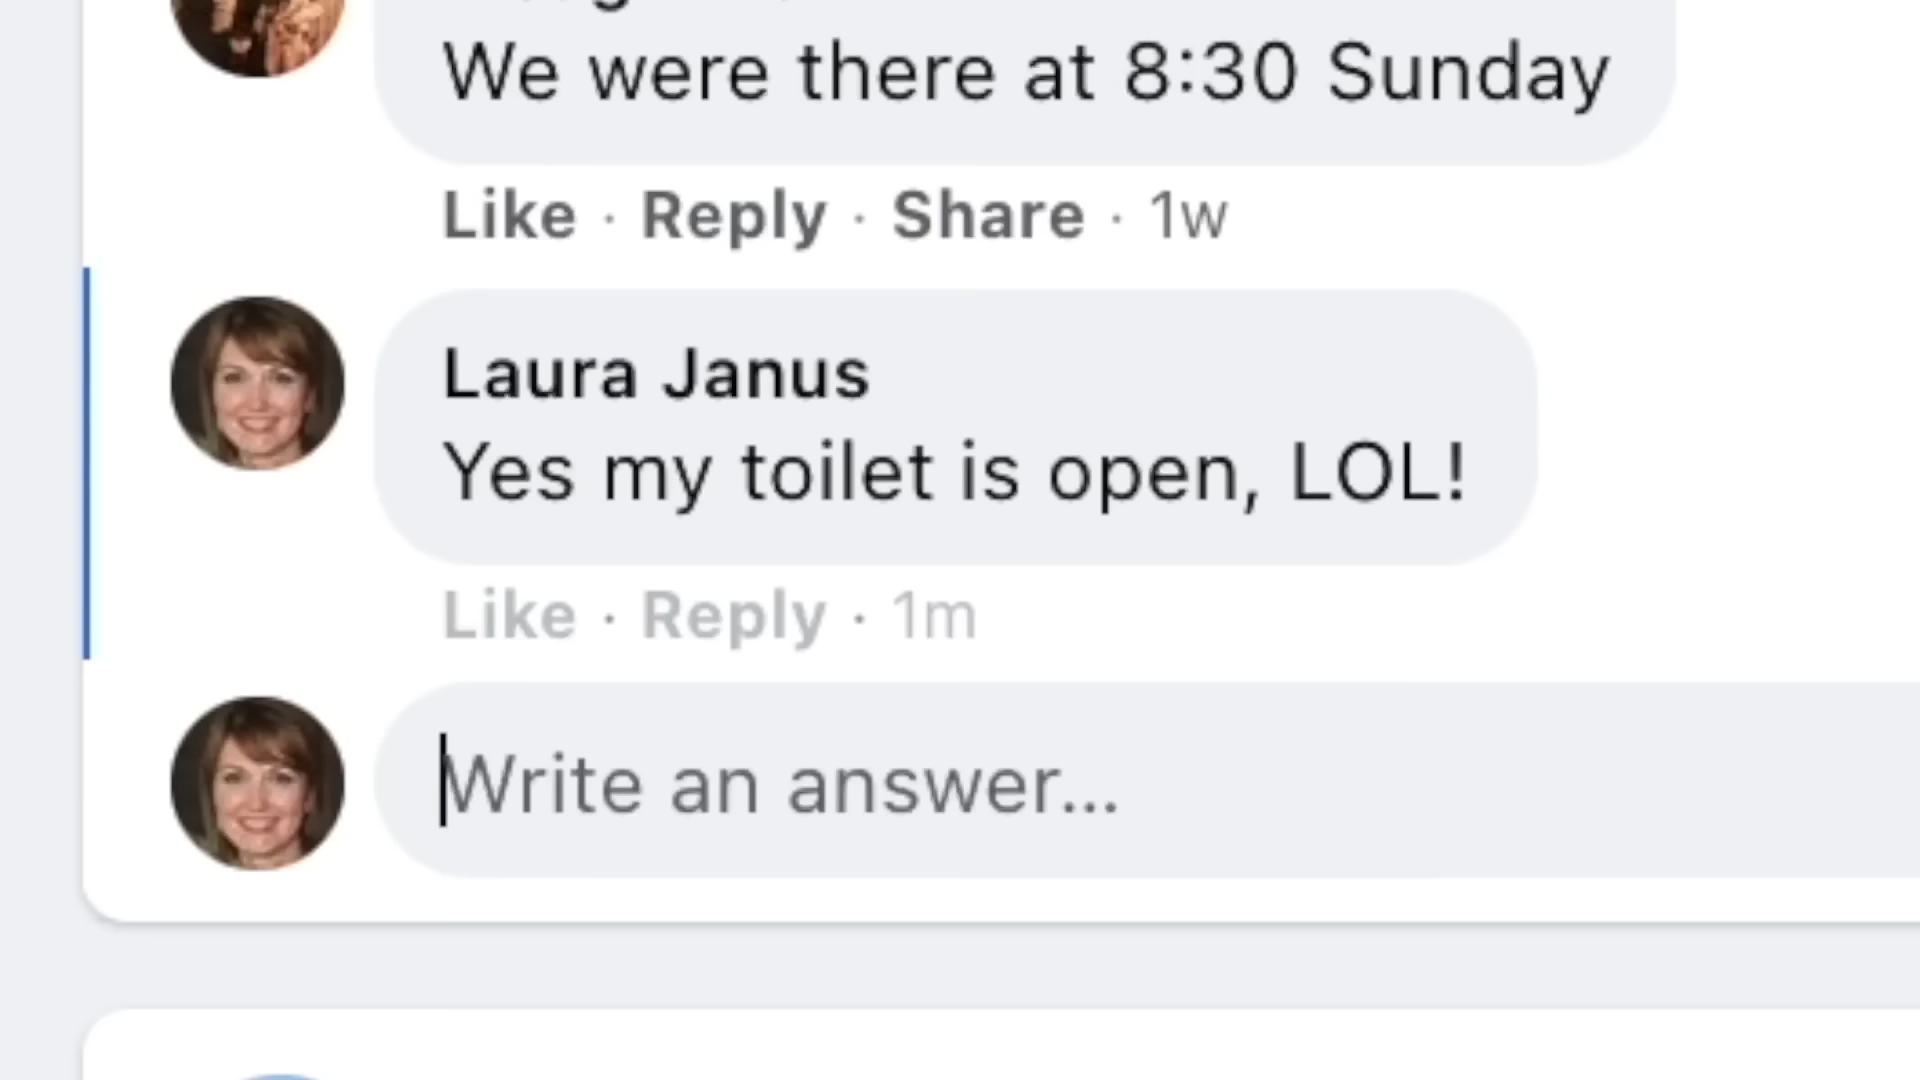 We were there at 8:30 Sunday
Like · Reply · Share · 1w
Laura Janus
Yes my toilet is open, LOL!
Like · Reply · 1m
Write an answer...